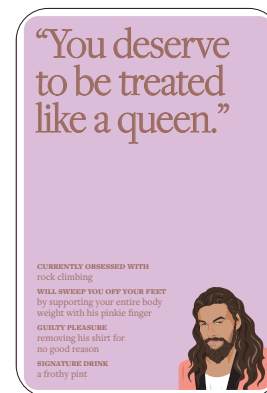 “You deserve
to be treated
like a queen.”
CURRENTLY OBSESSED WITH
rock climbing
WILL SWEEP YOU OFF YOUR FEET
by supporting your entire body
weight with his pinkie finger
GUILTY PLEASURE
removing his shirt for
no good reason
SIGNATURE DRINK
a frothy pint